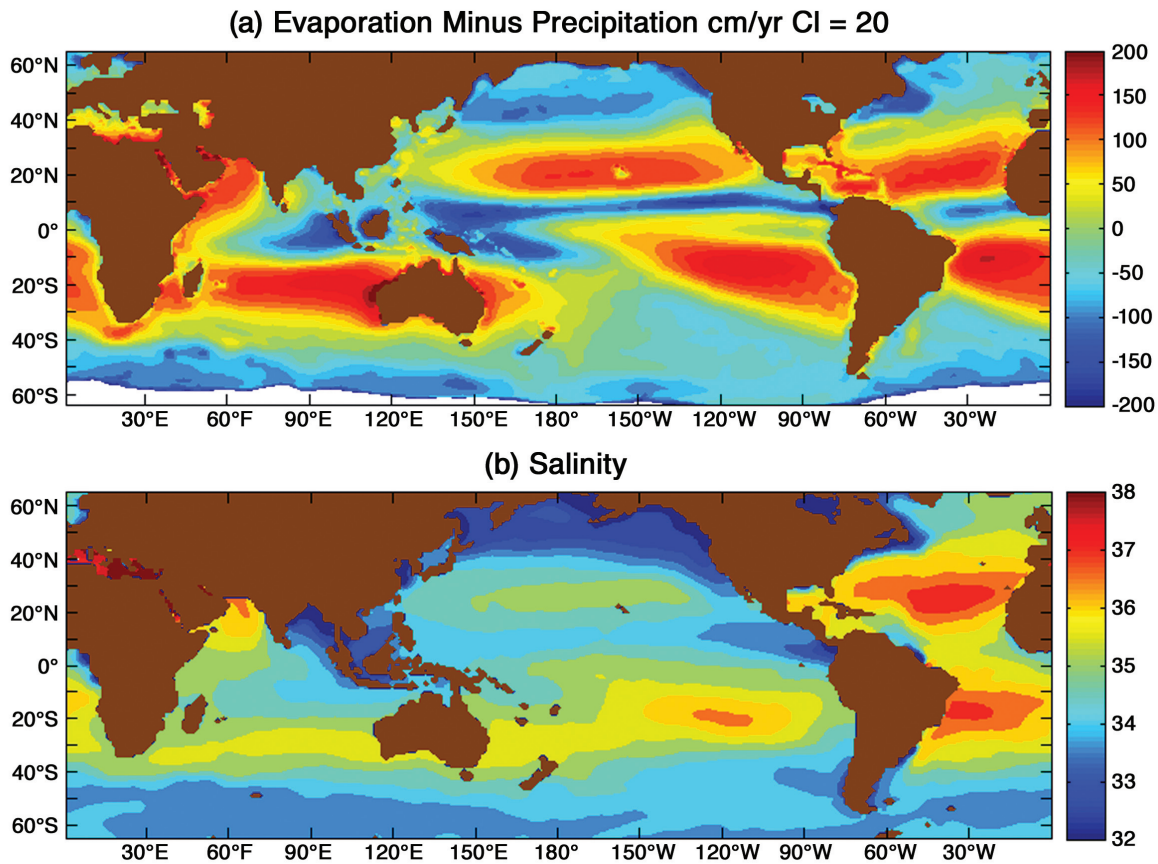 (a) Evaporation Minus Precipitation cm/yr CI = 20
60°N
40°N
20°N
0°
20°S
40°S
60°S
30°E 60°F 90°E 120°E 150°E 180° 150°W 120°W 90°W 60°W 30°W
200
150
100
50
0
-50
-100
-150
-200
(b) Salinity
60°N
40°N
20°N
0°
20°S
40°S
60°S
30°E 60°E 90°E 120°E 150°E 180° 150°W 120°W 90°W 60°W 30°W
38
37
36
35
34
33
32